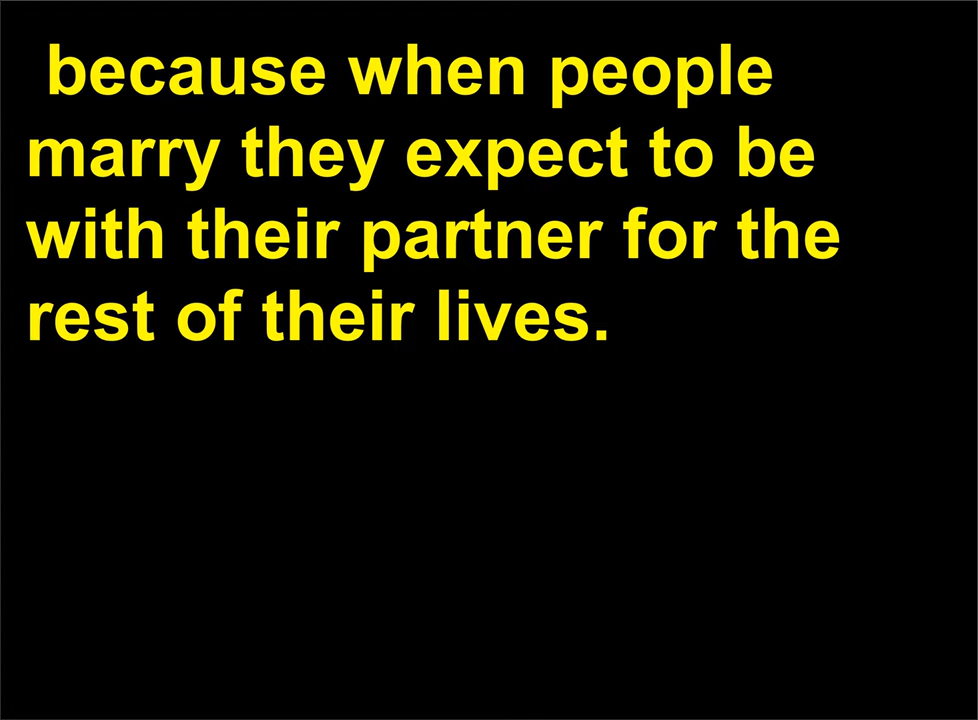 because when people
marry they expect to be
with their partner for the
rest of their lives.